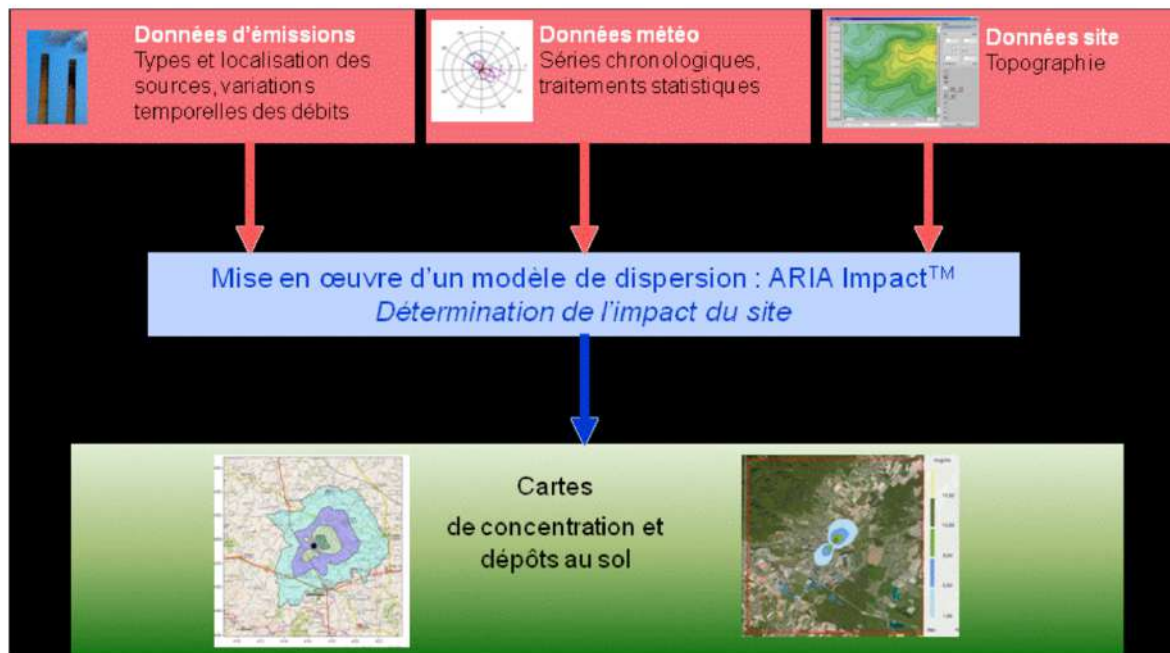 Données d'émissions
Types et localisation des
sources, variations
temporelles des débits
Données météo
Séries chronologiques,
traitements statistiques
Données site
Topographie
Mise en œuvre d'un modèle de dispersion : ARIA Impact™
Détermination de l'impact du site
Cartes
de concentration et
dépôts au sol